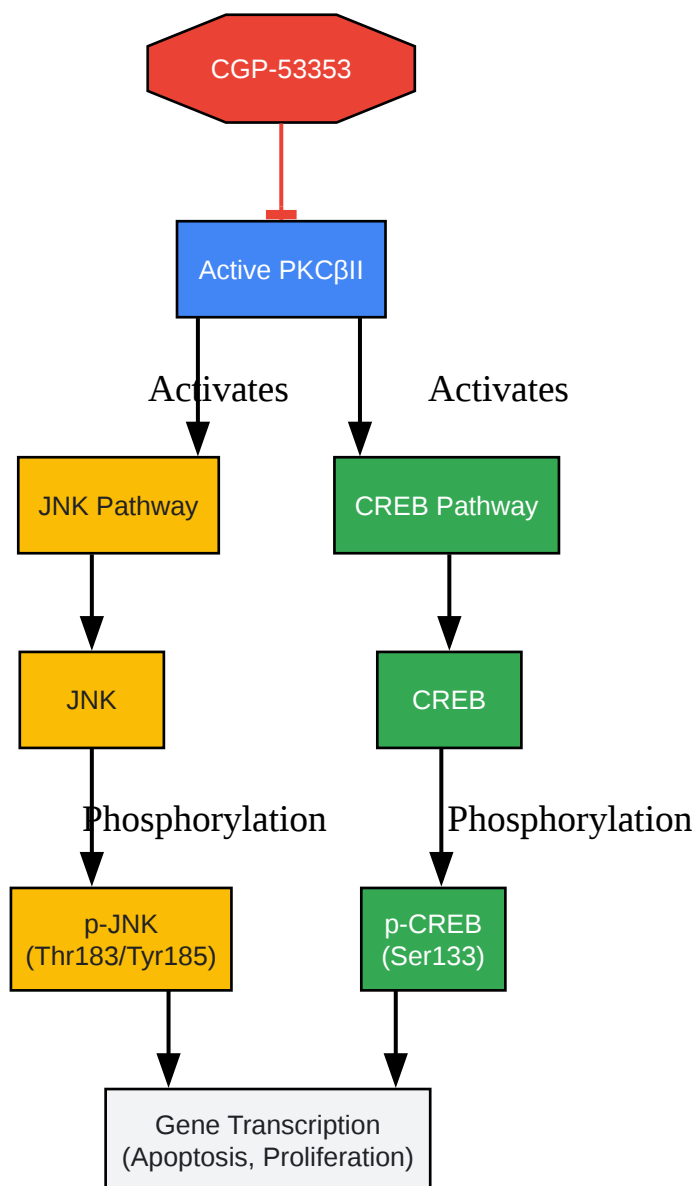 CGP-53353
Active PKCβII
Activates
Activates
JNK Pathway
CREB Pathway
JNK
CREB
Phosphorylation
Phosphorylation
p-JNK
(Thr183/Tyr185)
p-CREB
(Ser133)
Gene Transcription
(Apoptosis, Proliferation)